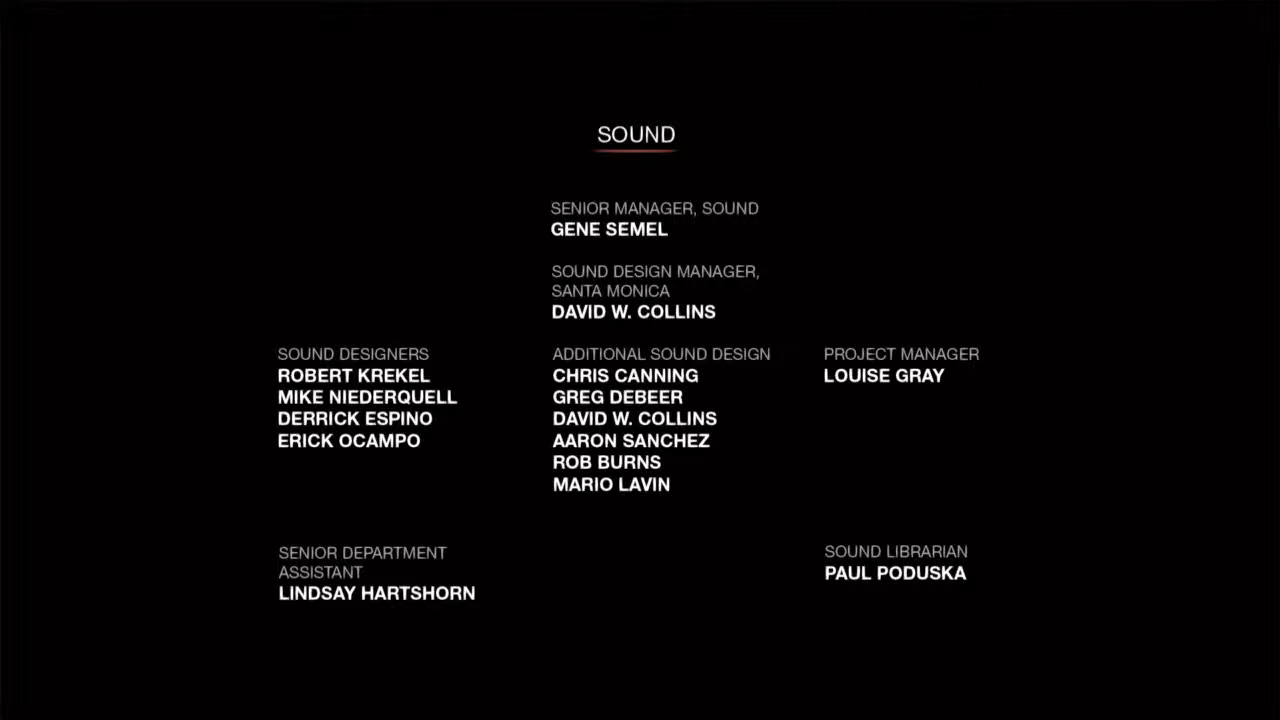 SOUND
SENIOR MANAGER, SOUND
GENE SEMEL
SOUND DESIGN MANAGER,
SANTA MONICA
DAVID W. COLLINS
SOUND DESIGNERS
ROBERT KREKEL
MIKE NIEDERQUELL
DERRICK ESPINO
ERICK OCAMPO
ADDITIONAL SOUND DESIGN
CHRIS CANNING
GREG DEBEER
DAVID W. COLLINS
AARON SANCHEZ
ROB BURNS
MARIO LAVIN
PROJECT MANAGER
LOUISE GRAY
SENIOR DEPARTMENT
ASSISTANT
LINDSAY HARTSHORN
SOUND LIBRARIAN
PAUL PODUSKA